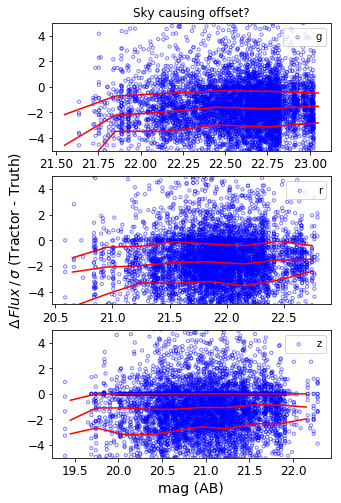 Sky causing offset?
g
4
2
0
−2
−4
21.50 21.75 22.00 22.25 22.50 22.75 23.00
r
4
2
0
−2
−4
20.5 21.0 21.5 22.0 22.5
z
4
2
0
−2
−4
19.5 20.0 20.5 21.0 21.5 22.0
Δ Flux / σ (Tractor - Truth)
mag (AB)